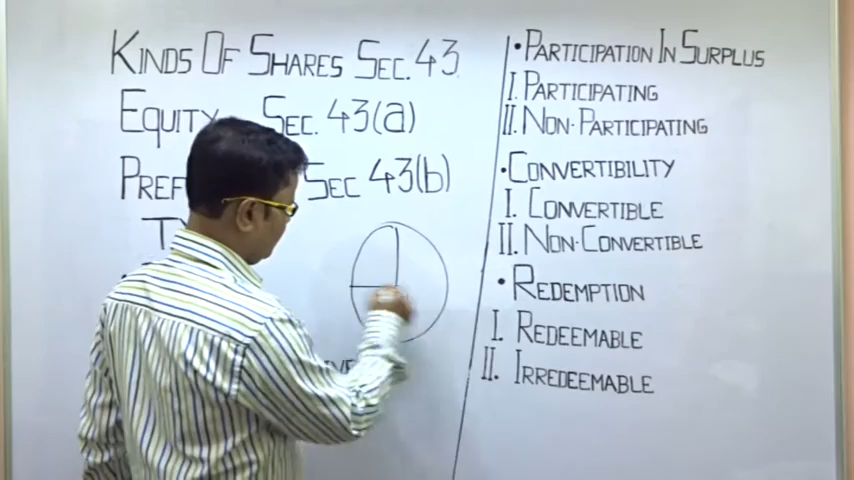 KINDS OF SHARES SEC. 43.
EQUITY SEC. 43(a)
SEC 43(b)
• PARTICIPATION IN SURPLUS
I. PARTICIPATING
II. NON-PARTICIPATING
• CONVERTIBILITY
I. CONVERTIBLE
II. NON-CONVERTIBLE
• REDEMPTION
I. REDEEMABLE
II. IRREDEEMABLE